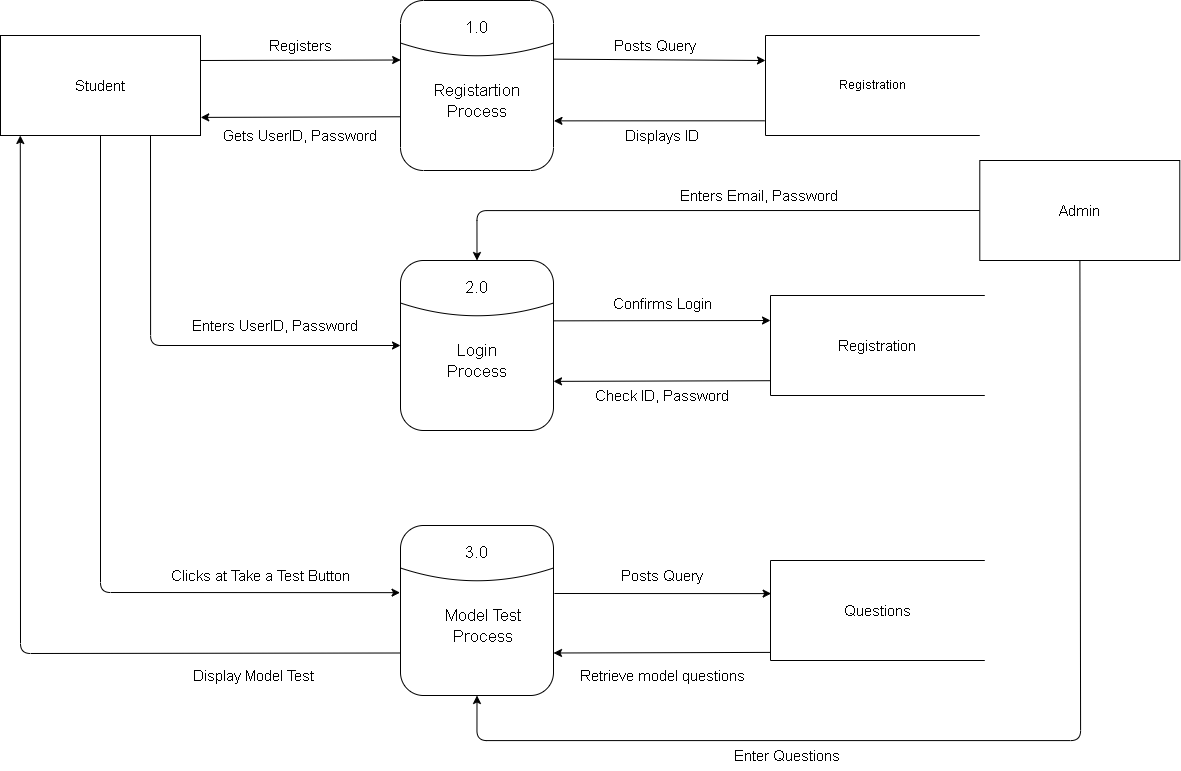 1.0
Registers
Posts Query
Student
Registartion
Process
Registration
Gets UserID, Password
Displays ID
Enters Email, Password
Admin
2.0
Confirms Login
Enters UserID, Password
Login
Process
Registration
Check ID, Password
3.0
Clicks at Take a Test Button
Posts Query
Model Test
Process
Questions
Display Model Test
Retrieve model questions
Enter Questions